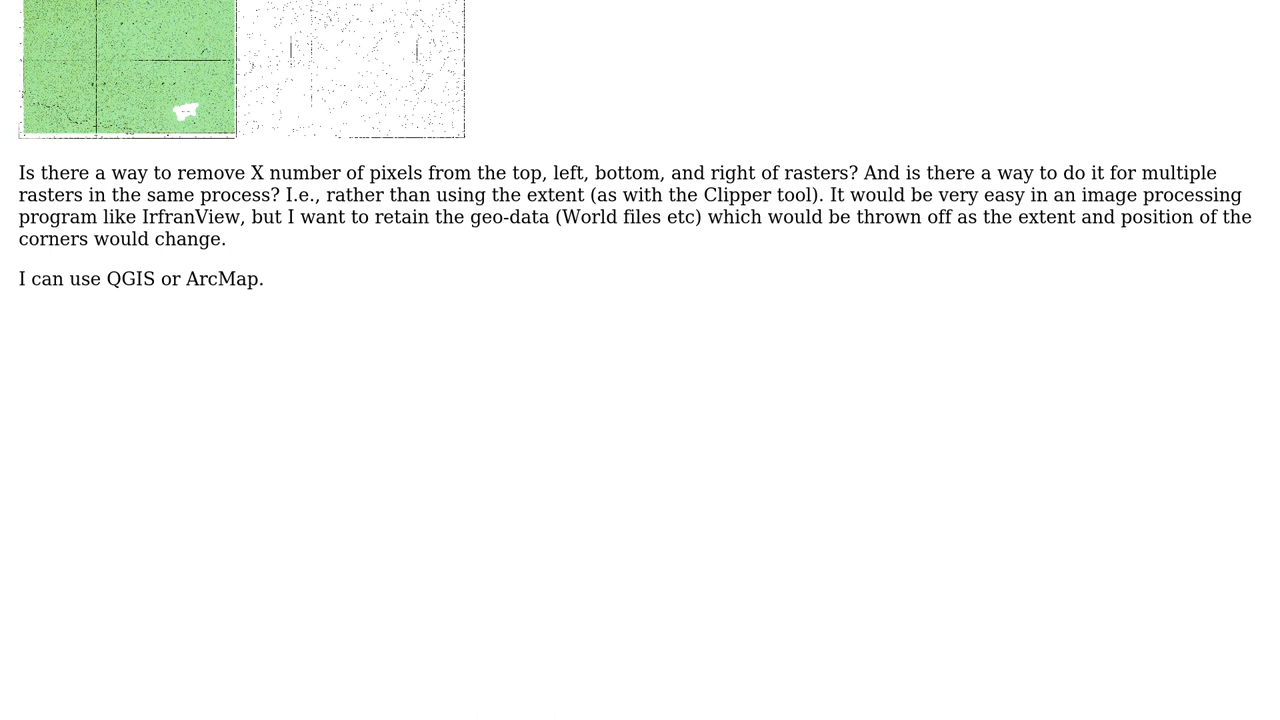 Is there a way to remove X number of pixels from the top, left, bottom, and right of rasters? And is there a way to do it for multiple
rasters in the same process? I.e., rather than using the extent (as with the Clipper tool). It would be very easy in an image processing
program like IrfranView, but I want to retain the geo-data (World files etc) which would be thrown off as the extent and position of the
corners would change.
I can use QGIS or ArcMap.